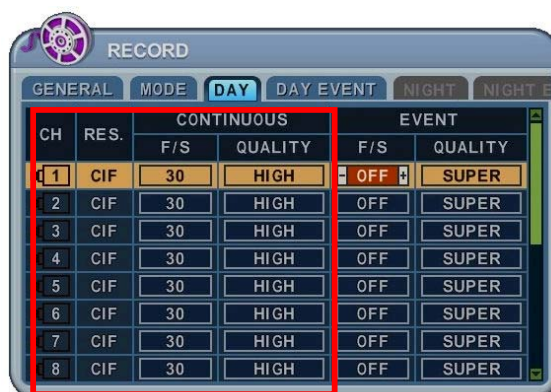 RECORD
GENERAL MODE DAY DAY EVENT NIGHT NIGHT E
CH RES. CONTINUOUS EVENT
F/S QUALITY F/S QUALITY
1 CIF 30 HIGH - OFF + SUPER
2 CIF 30 HIGH OFF SUPER
3 CIF 30 HIGH OFF SUPER
4 CIF 30 HIGH OFF SUPER
5 CIF 30 HIGH OFF SUPER
6 CIF 30 HIGH OFF SUPER
7 CIF 30 HIGH OFF SUPER
8 CIF 30 HIGH OFF SUPER